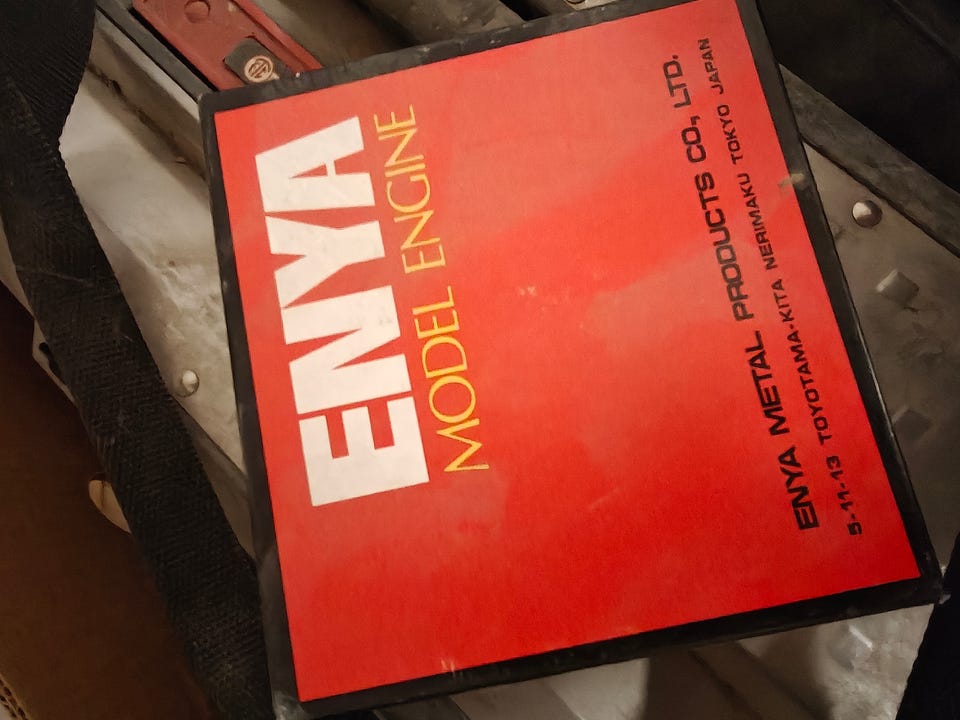 ENYA
MODEL ENGINE
ENYA METAL PRODUCTS CO., LTD.
5-11-13 TOYOTAMA-KITA NERIMAKU TOKYO JAPAN